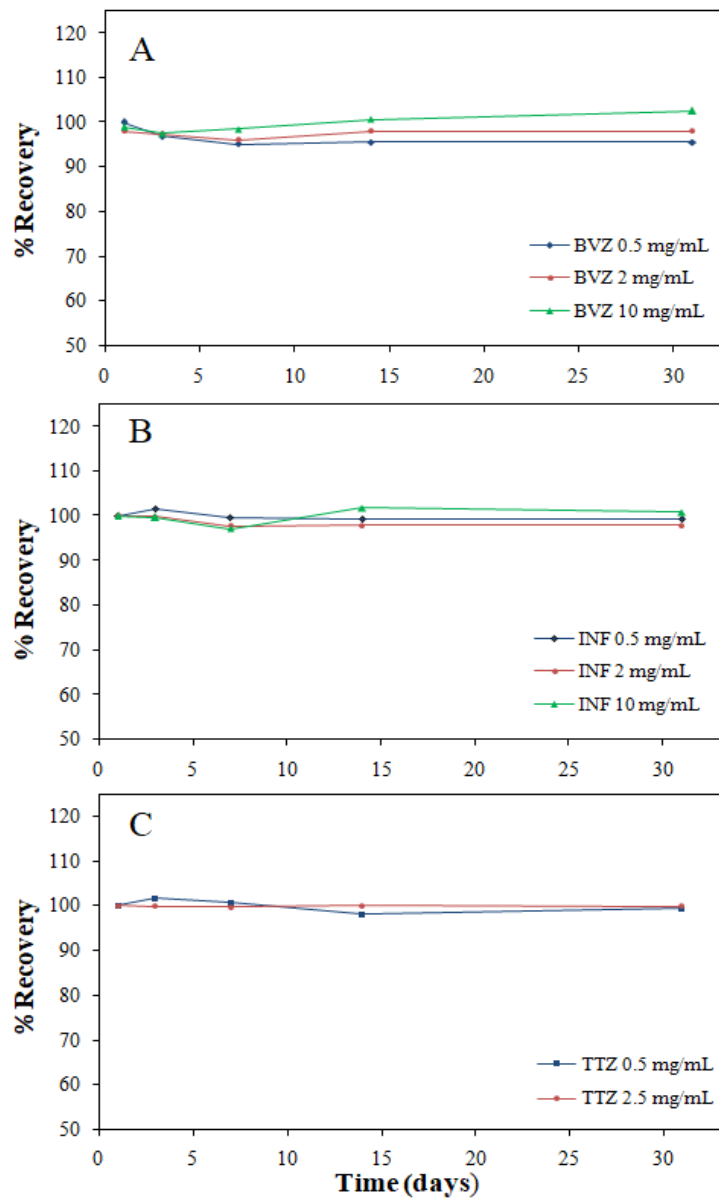 A
120
110
100
90
80
70
60
50
% Recovery
BVZ 0.5 mg/mL
BVZ 2 mg/mL
BVZ 10 mg/mL
0 5 10 15 20 25 30
B
120
110
100
90
80
70
60
50
% Recovery
INF 0.5 mg/mL
INF 2 mg/mL
INF 10 mg/mL
0 5 10 15 20 25 30
C
120
110
100
90
80
70
60
50
% Recovery
TTZ 0.5 mg/mL
TTZ 2.5 mg/mL
0 5 10 15 20 25 30
Time (days)